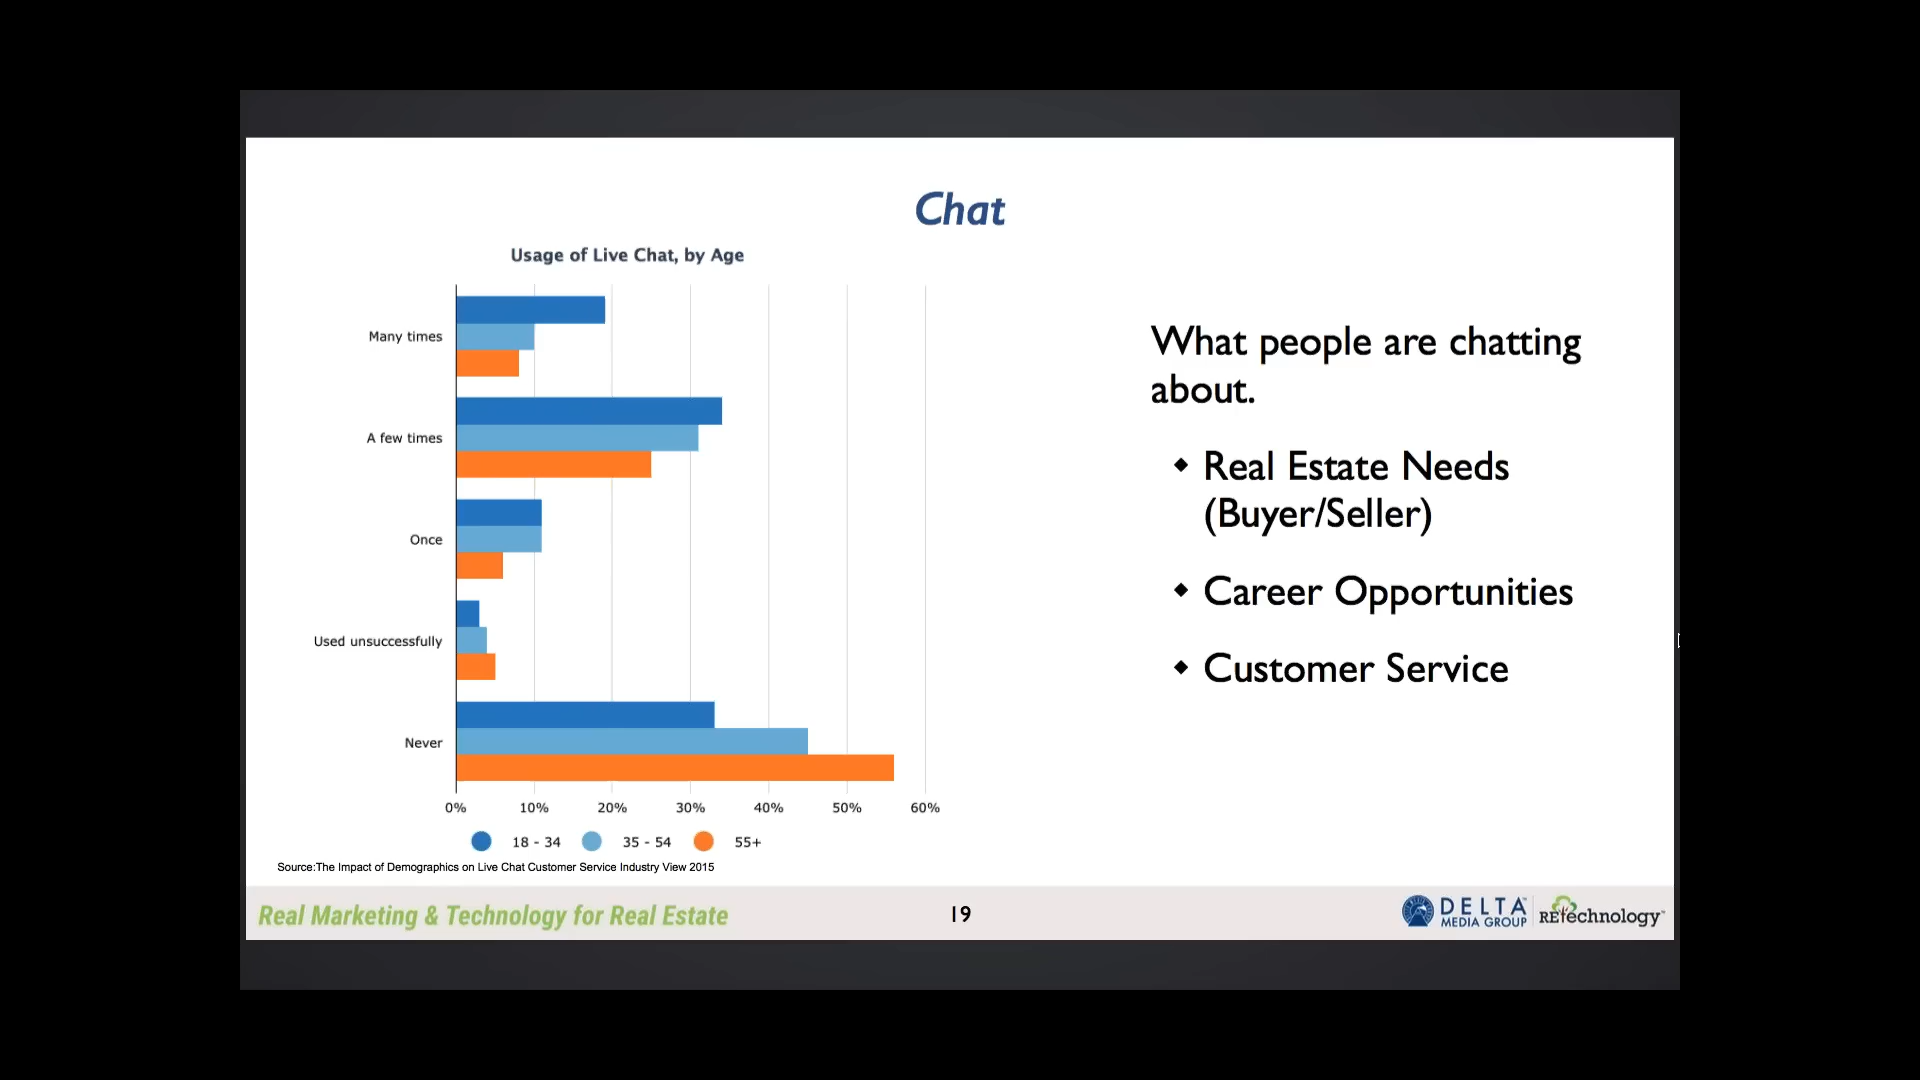 Chat
Usage of Live Chat, by Age
Many times
A few times
Once
Used unsuccessfully
Never
0% 10% 20% 30% 40% 50% 60%
18 - 34 35 - 54 55+
Source:The Impact of Demographics on Live Chat Customer Service Industry View 2015
What people are chatting
about.
Real Estate Needs
(Buyer/Seller)
Career Opportunities
Customer Service
Real Marketing & Technology for Real Estate
19
DELTA
MEDIA GROUP
RETechnology